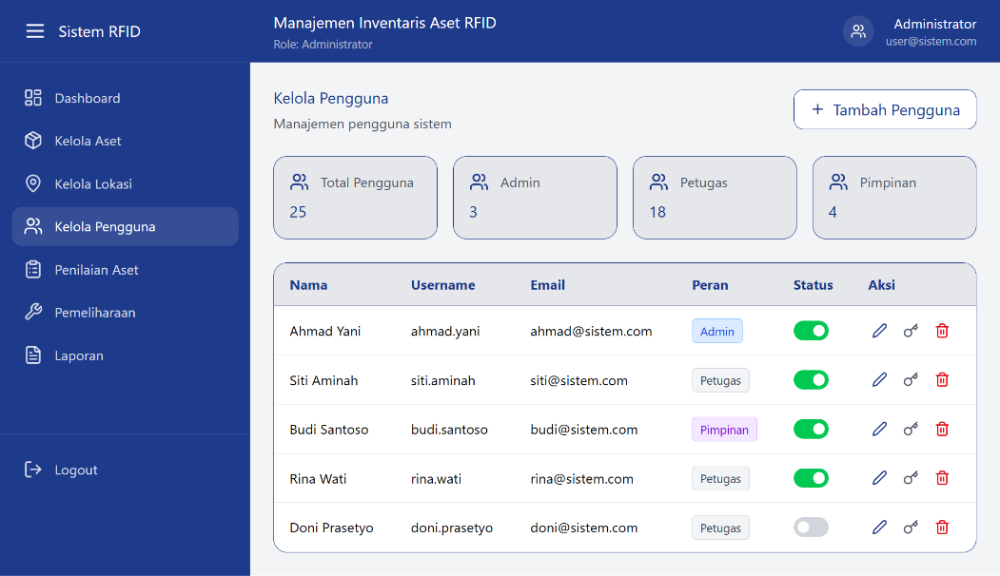 Sistem RFID
Manajemen Inventaris Aset RFID
Role: Administrator
Administrator
user@sistem.com
Dashboard
Kelola Aset
Kelola Lokasi
Kelola Pengguna
Penilaian Aset
Pemeliharaan
Laporan
Logout
Kelola Pengguna
Manajemen pengguna sistem
+ Tambah Pengguna
Total Pengguna
25
Admin
3
Petugas
18
Pimpinan
4
Nama Username Email Peran Status Aksi
Ahmad Yani ahmad.yani ahmad@sistem.com Admin
Siti Aminah siti.aminah siti@sistem.com Petugas
Budi Santoso budi.santoso budi@sistem.com Pimpinan
Rina Wati rina.wati rina@sistem.com Petugas
Doni Prasetyo doni.prasetyo doni@sistem.com Petugas